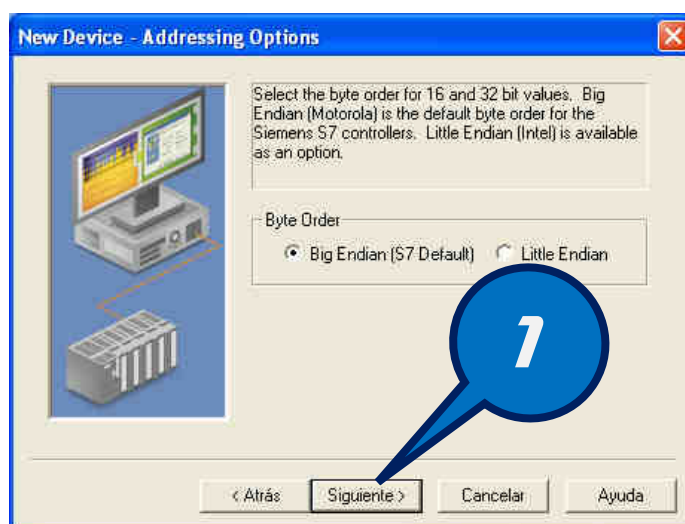 New Device - Addressing Options
Select the byte order for 16 and 32 bit values.  Big
Endian (Motorola) is the default byte order for the
Siemens S7 controllers.  Little Endian (Intel) is available
as an option.
Byte Order
Big Endian (S7 Default)
Little Endian
1
< Atrás
Siguiente >
Cancelar
Ayuda